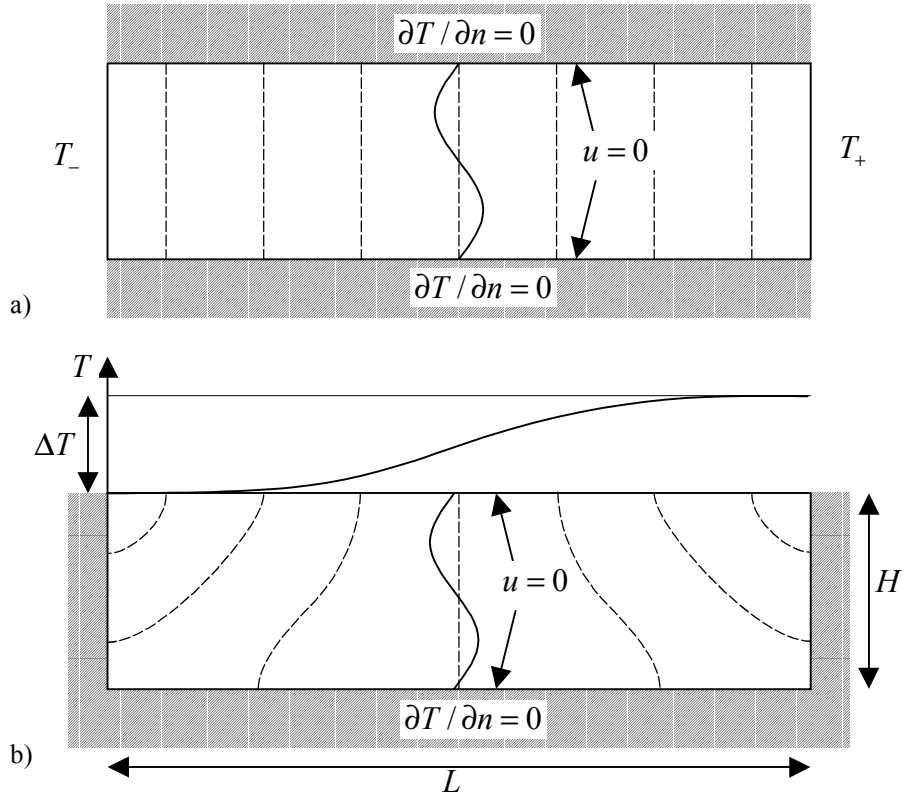 ∂T / ∂n = 0
T₋
u = 0
T₊
∂T / ∂n = 0
a)
T
ΔT
u = 0
H
∂T / ∂n = 0
b)
L